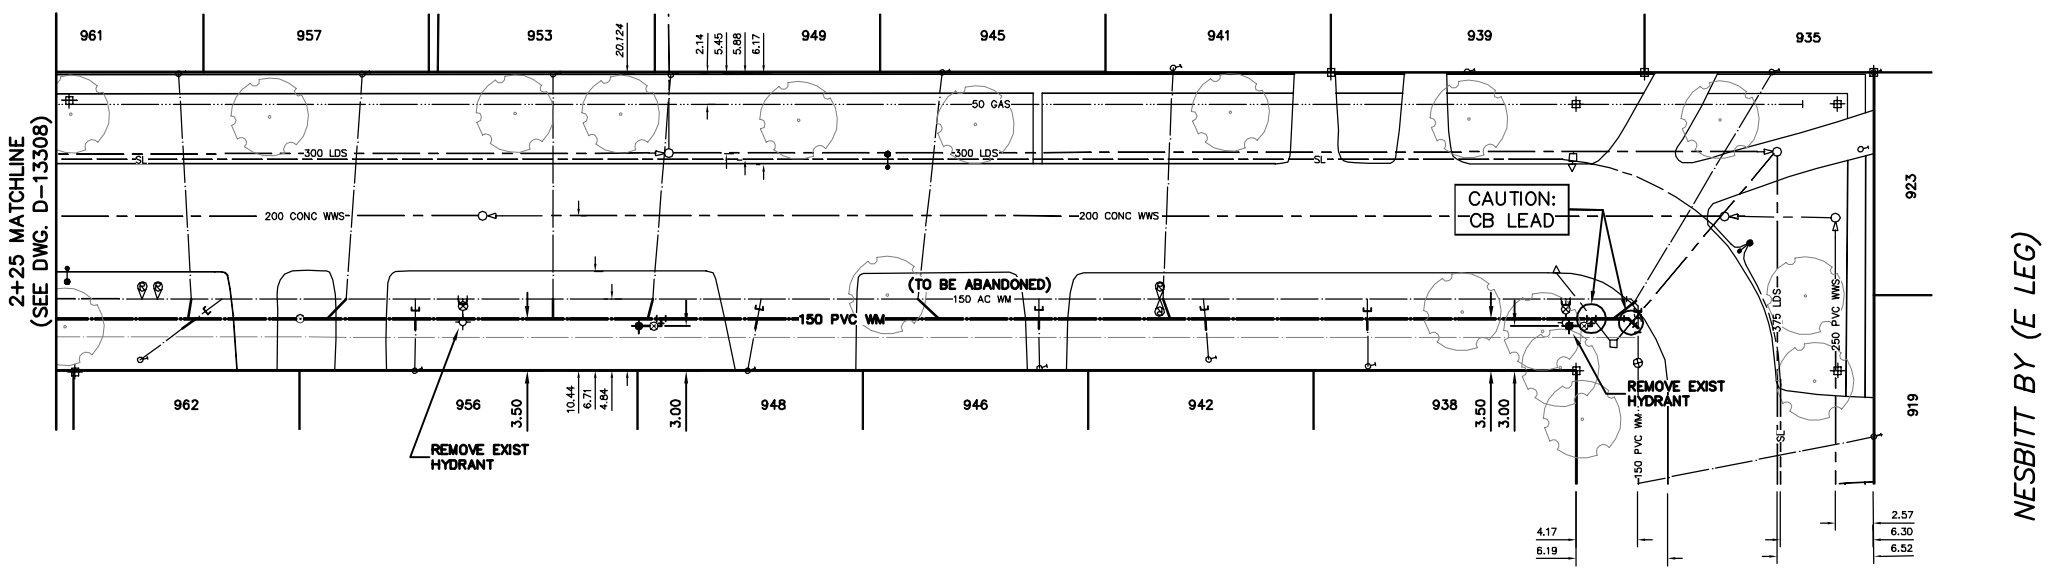 961
957
953
949
945
941
939
935
20.124
2.14
5.45
5.88
6.17
50 GAS
2+25 MATCHLINE
(SEE DWG. D-13308)
SL
300 LDS
300 LDS
SL
923
CAUTION:
CB LEAD
200 CONC WWS
200 CONC WWS
(TO BE ABANDONED)
150 AC WM
150 PVC WM
375 LDS
250 PVC WWS
NESBITT BY (E LEG)
962
956
948
946
942
938
919
3.50
10.44
6.71
4.84
3.00
3.50
3.00
REMOVE EXIST
HYDRANT
REMOVE EXIST
HYDRANT
150 PVC WM
SL
4.17
6.19
2.57
6.30
6.52